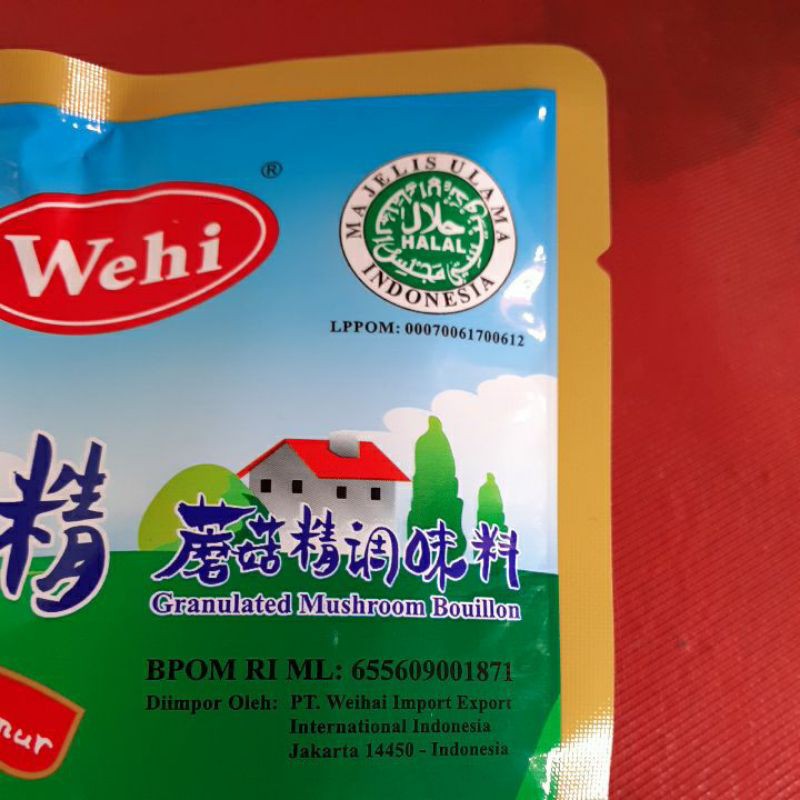 Wehi
®
MAJELIS ULAMA
حلال
HALAL
INDONESIA
LPPOM: 00070061700612
精
蘑菇精调味料
Granulated Mushroom Bouillon
BPOM RI ML: 655609001871
Diimpor Oleh: PT. Weihai Import Export
International Indonesia
Jakarta 14450 - Indonesia